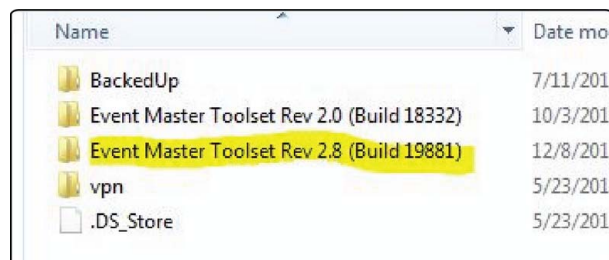 Name Date mo
BackedUp 7/11/201
Event Master Toolset Rev 2.0 (Build 18332) 10/3/201
Event Master Toolset Rev 2.8 (Build 19881) 12/8/201
vpn 5/23/201
.DS_Store 5/23/201